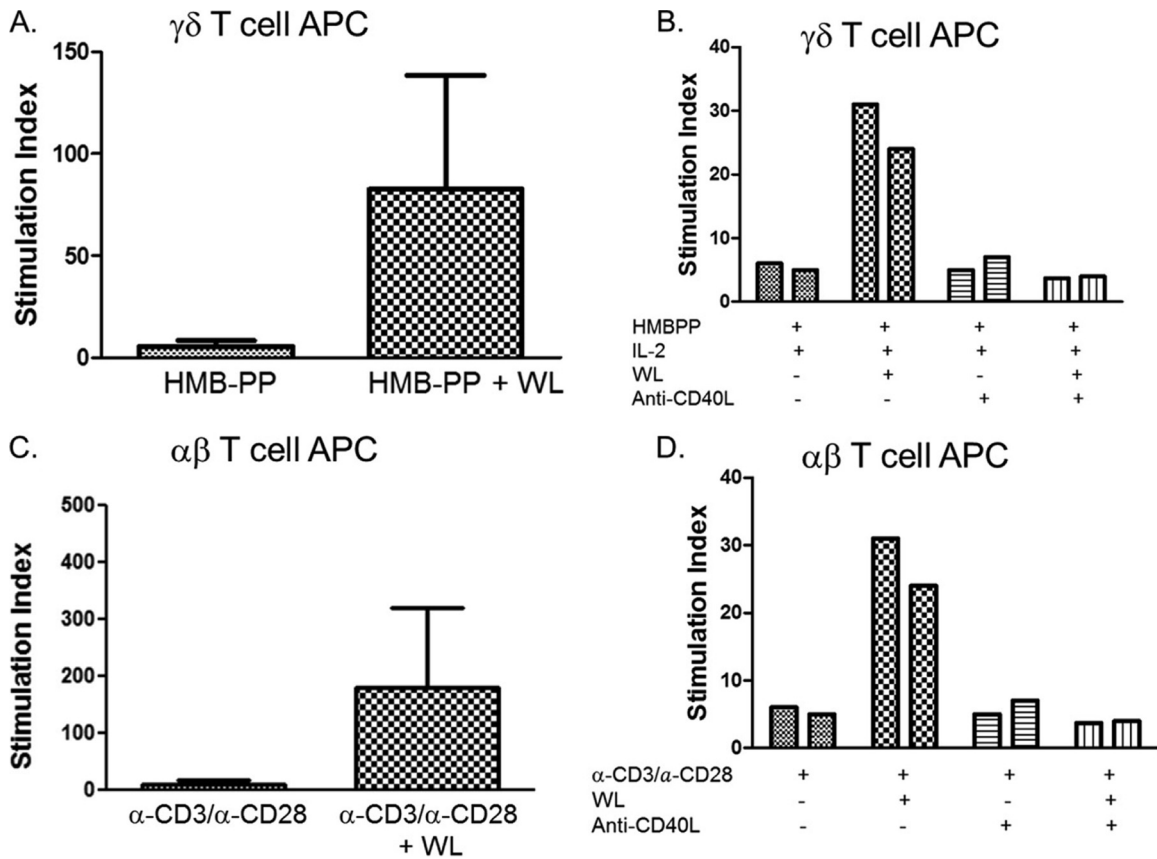 A.
γδ T cell APC
Stimulation Index
150
100
50
0
HMB-PP
HMB-PP + WL
B.
γδ T cell APC
Stimulation Index
40
30
20
10
0
HMBPP + + + +
IL-2 + + + +
WL - + - +
Anti-CD40L - - + +
C.
αβ T cell APC
Stimulation Index
500
400
300
200
100
0
α-CD3/α-CD28
α-CD3/α-CD28
+ WL
D.
αβ T cell APC
Stimulation Index
40
30
20
10
0
α-CD3/α-CD28 + + + +
WL - + - +
Anti-CD40L - - + +